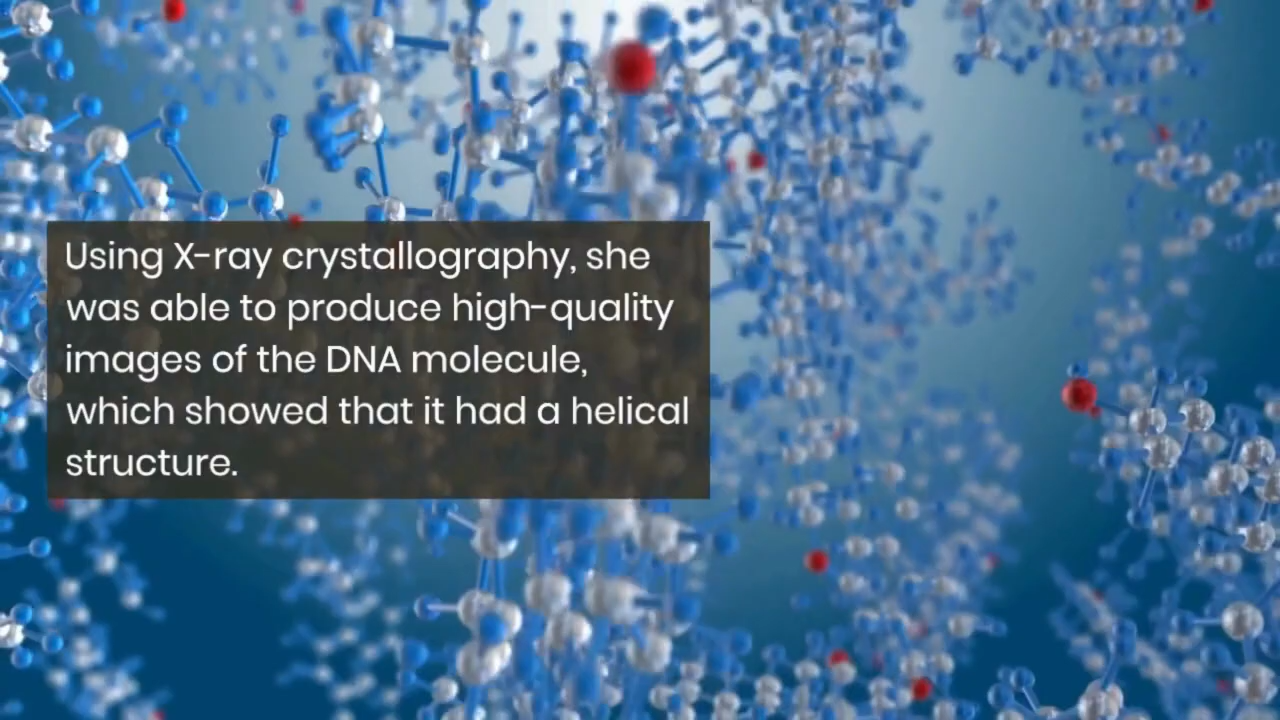 Using X-ray crystallography, she
was able to produce high-quality
images of the DNA molecule,
which showed that it had a helical
structure.